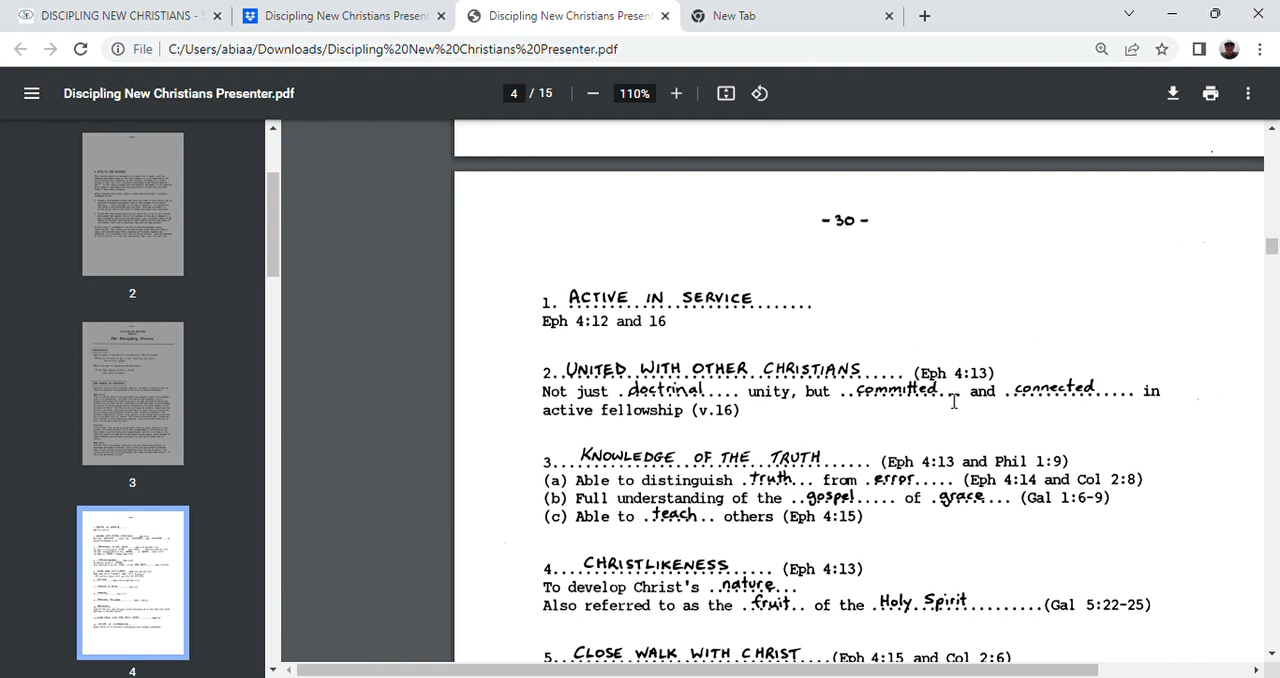 DISCIPLING NEW CHRISTIANS - S
Discipling New Christians Present
Discipling New Christians Present
New Tab
File C:/Users/abiaa/Downloads/Discipling%20New%20Christians%20Presenter.pdf
Discipling New Christians Presenter.pdf
4 / 15
110%
2
3
4
- 30 -
1. ACTIVE IN SERVICE.......
Eph 4:12 and 16
2..UNITED WITH OTHER CHRISTIANS...... (Eph 4:13)
Not just .doctrinal.... unity, but ..committed... and .connected..... in
active fellowship (v.16)
3...KNOWLEDGE OF THE TRUTH...... (Eph 4:13 and Phil 1:9)
(a) Able to distinguish .truth... from .error..... (Eph 4:14 and Col 2:8)
(b) Full understanding of the ..gospel..... of .grace... (Gal 1:6-9)
(c) Able to .teach.. others (Eph 4:15)
4....CHRISTLIKENESS....... (Eph 4:13)
To develop Christ's ..nature...
Also referred to as the ..fruit.. of the .Holy Spirit.........(Gal 5:22-25)
5..CLOSE WALK WITH CHRIST....(Eph 4:15 and Col 2:6)